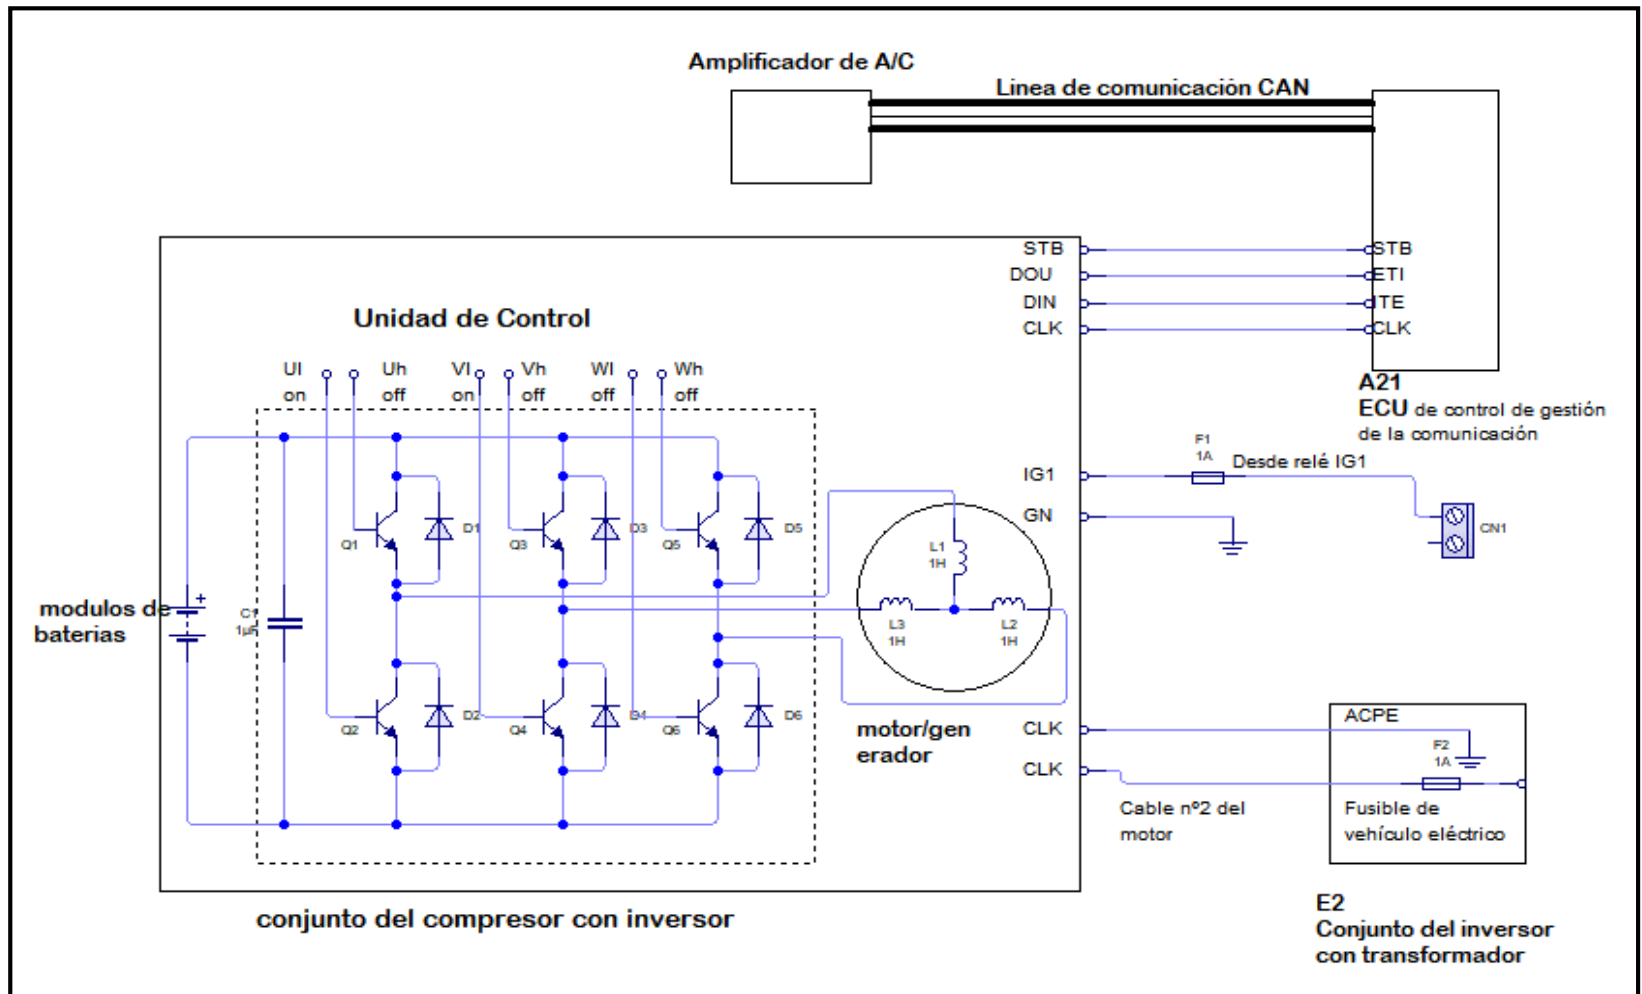 Amplificador de A/C
Linea de comunicación CAN
STB
DOU
DIN
CLK
STB
ETI
ITE
CLK
Unidad de Control
Ul
on
Uh
off
Vl
on
Vh
off
Wl
off
Wh
off
A21
ECU de control de gestión
de la comunicación
F1
1A
Desde relé IG1
IG1
GN
CN1
Q1
D1
Q3
D3
Q5
D5
L1
1H
L3
1H
L2
1H
modulos de
baterias
+
C1
Q2
D2
Q4
D4
Q6
D6
motor/gen
erador
CLK
CLK
ACPE
F2
1A
Cable nº2 del
motor
Fusible de
vehículo eléctrico
conjunto del compresor con inversor
E2
Conjunto del inversor
con transformador